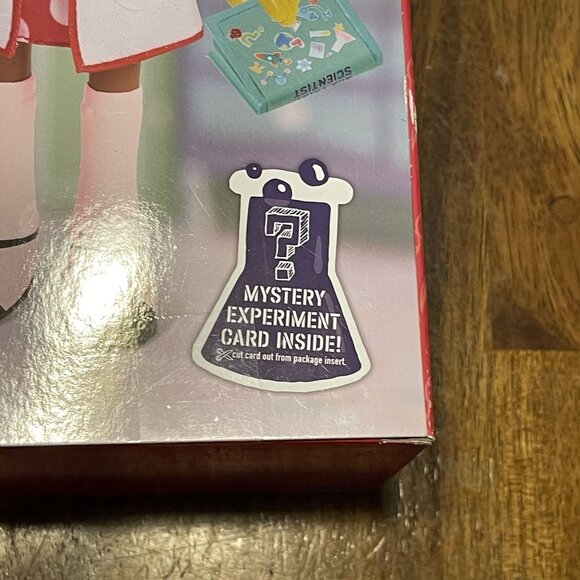 SCIENTIST
?
MYSTERY
EXPERIMENT
CARD INSIDE!
cut card out from package insert.